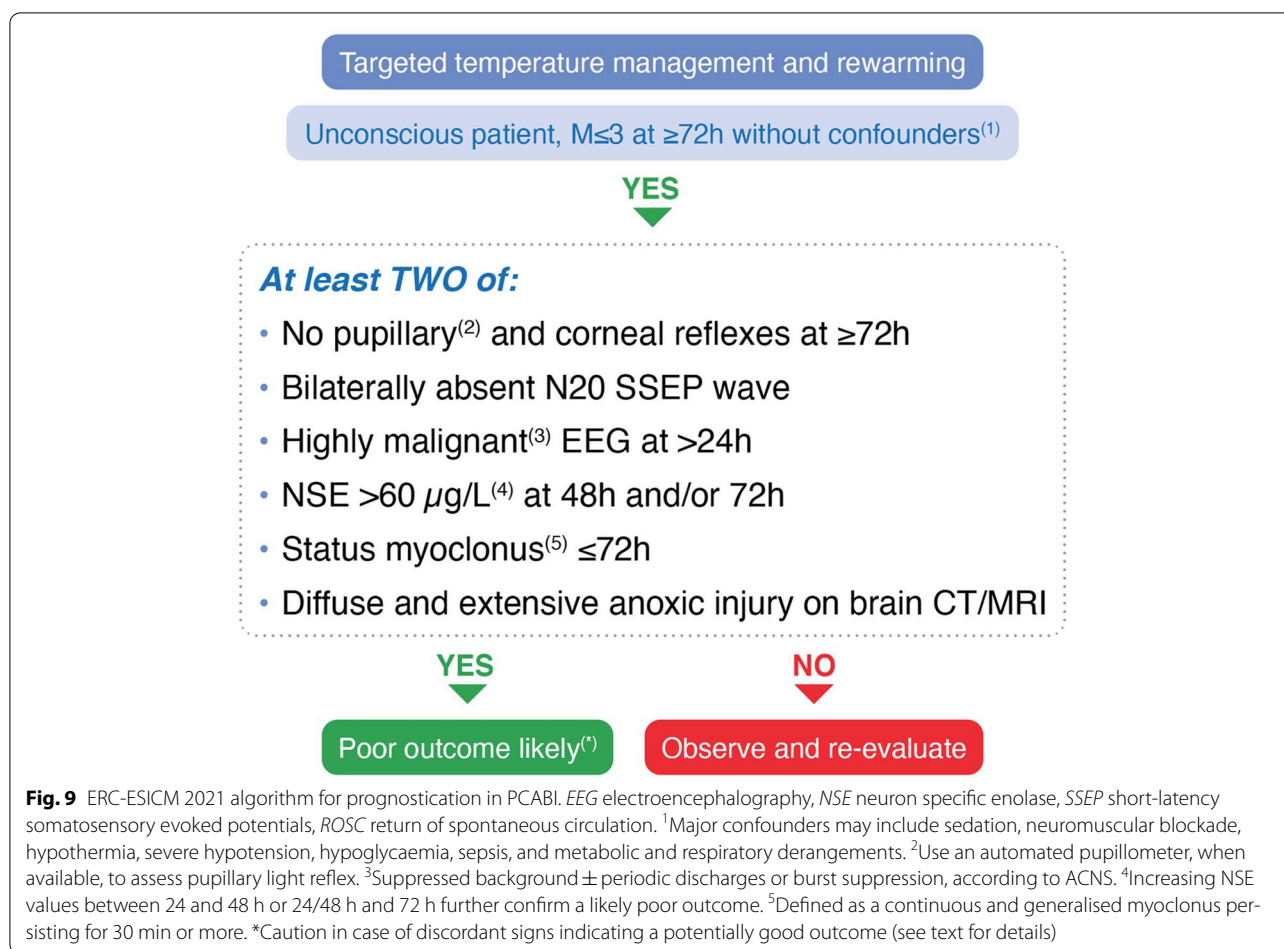 Targeted temperature management and rewarming
Unconscious patient, M≤3 at ≥72h without confounders(1)
YES
At least TWO of:
• No pupillary(2) and corneal reflexes at ≥72h
• Bilaterally absent N20 SSEP wave
• Highly malignant(3) EEG at >24h
• NSE >60 µg/L(4) at 48h and/or 72h
• Status myoclonus(5) ≤72h
• Diffuse and extensive anoxic injury on brain CT/MRI
YES
NO
Poor outcome likely(*)
Observe and re-evaluate
Fig. 9 ERC-ESICM 2021 algorithm for prognostication in PCABI. EEG electroencephalography, NSE neuron specific enolase, SSEP short-latency
somatosensory evoked potentials, ROSC return of spontaneous circulation. 1Major confounders may include sedation, neuromuscular blockade,
hypothermia, severe hypotension, hypoglycaemia, sepsis, and metabolic and respiratory derangements. 2Use an automated pupillometer, when
available, to assess pupillary light reflex. 3Suppressed background ± periodic discharges or burst suppression, according to ACNS. 4Increasing NSE
values between 24 and 48 h or 24/48 h and 72 h further confirm a likely poor outcome. 5Defined as a continuous and generalised myoclonus per-
sisting for 30 min or more. *Caution in case of discordant signs indicating a potentially good outcome (see text for details)